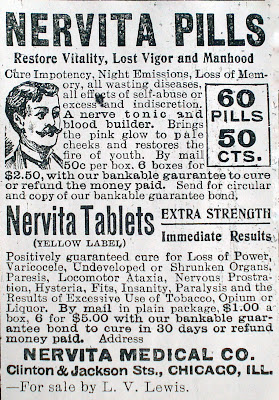 NERVITA PILLS
Restore Vitality, Lost Vigor and Manhood
Cure Impotency, Night Emissions, Loss of Mem-
ory, all wasting diseases,
all effects of self-abuse or
excess and indiscretion.
A nerve tonic and
blood builder. Brings
the pink glow to pale
cheeks and restores the
fire of youth. By mail
50c per box. 6 boxes for
60
PILLS
50
CTS.
$2.50, with our bankable gaurantee to cure
or refund the money paid. Send for circular
and copy of our bankable guarantee bond.
Nervita Tablets
(YELLOW LABEL)
EXTRA STRENGTH
Immediate Results
Positively guaranteed cure for Loss of Power,
Varicocele, Undeveloped or Shrunken Organs,
Paresis, Locomotor Ataxia, Nervous Prostra-
tion, Hysteria, Fits, Insanity, Paralysis and the
Results of Excessive Use of Tobacco, Opium or
Liquor. By mail in plain package, $1.00 a
box, 6 for $5.00 with our bankable guar-
antee bond to cure in 30 days or refund
money paid. Address
NERVITA MEDICAL CO.
Clinton & Jackson Sts., CHICAGO, ILL.
—For sale by L. V. Lewis.